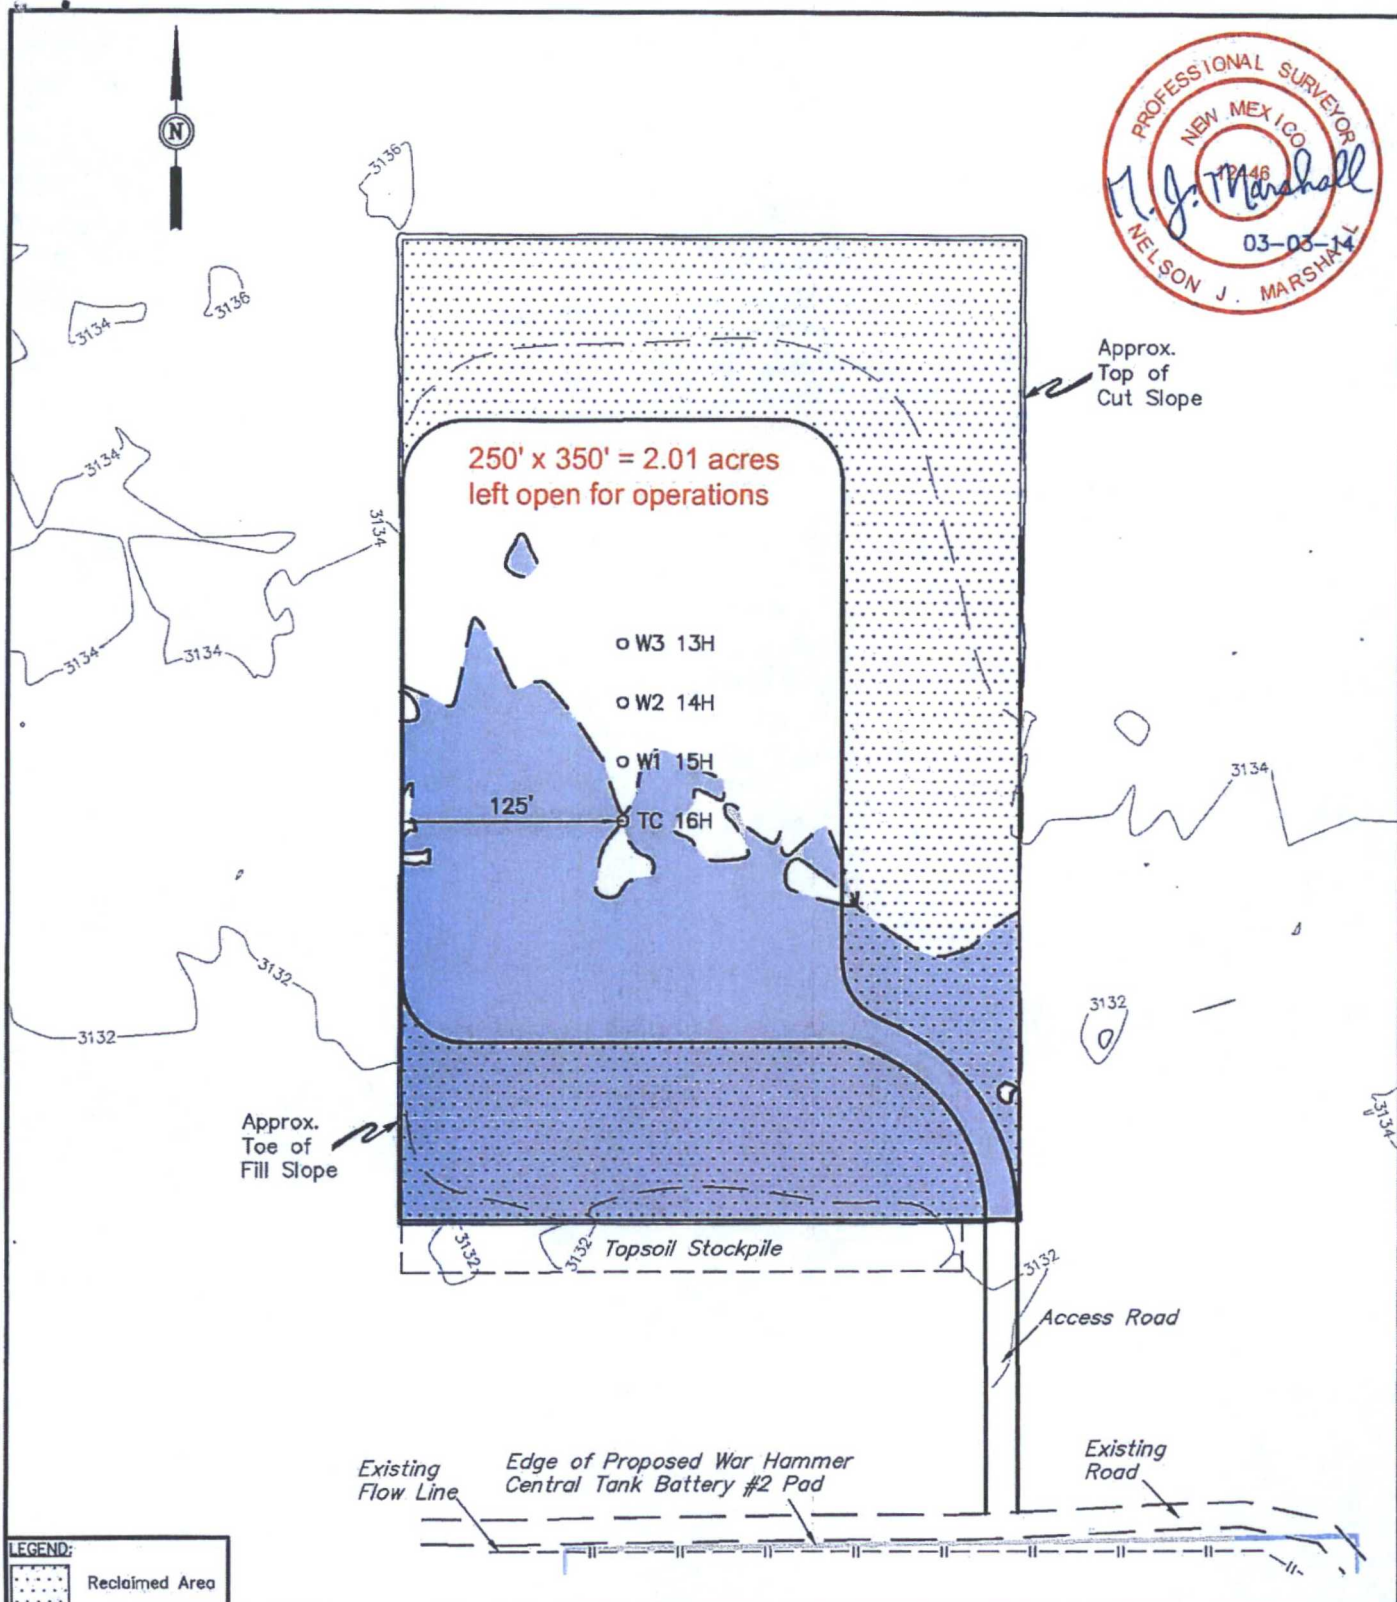 N
PROFESSIONAL SURVEYOR
NEW MEXICO
12446
N. J. Marshall
03-03-14
NELSON J. MARSHALL
3136
3136
3134
Approx.
Top of
Cut Slope
250' x 350' = 2.01 acres
left open for operations
3134
3134
3134
3134
W3 13H
W2 14H
W1 15H
3134
125'
TC 16H
3132
3132
3132
3134
Approx.
Toe of
Fill Slope
3132
3132
Topsoil Stockpile
3132
Access Road
Existing
Flow Line
Edge of Proposed War Hammer
Central Tank Battery #2 Pad
Existing
Road
LEGEND:
Reclaimed Area